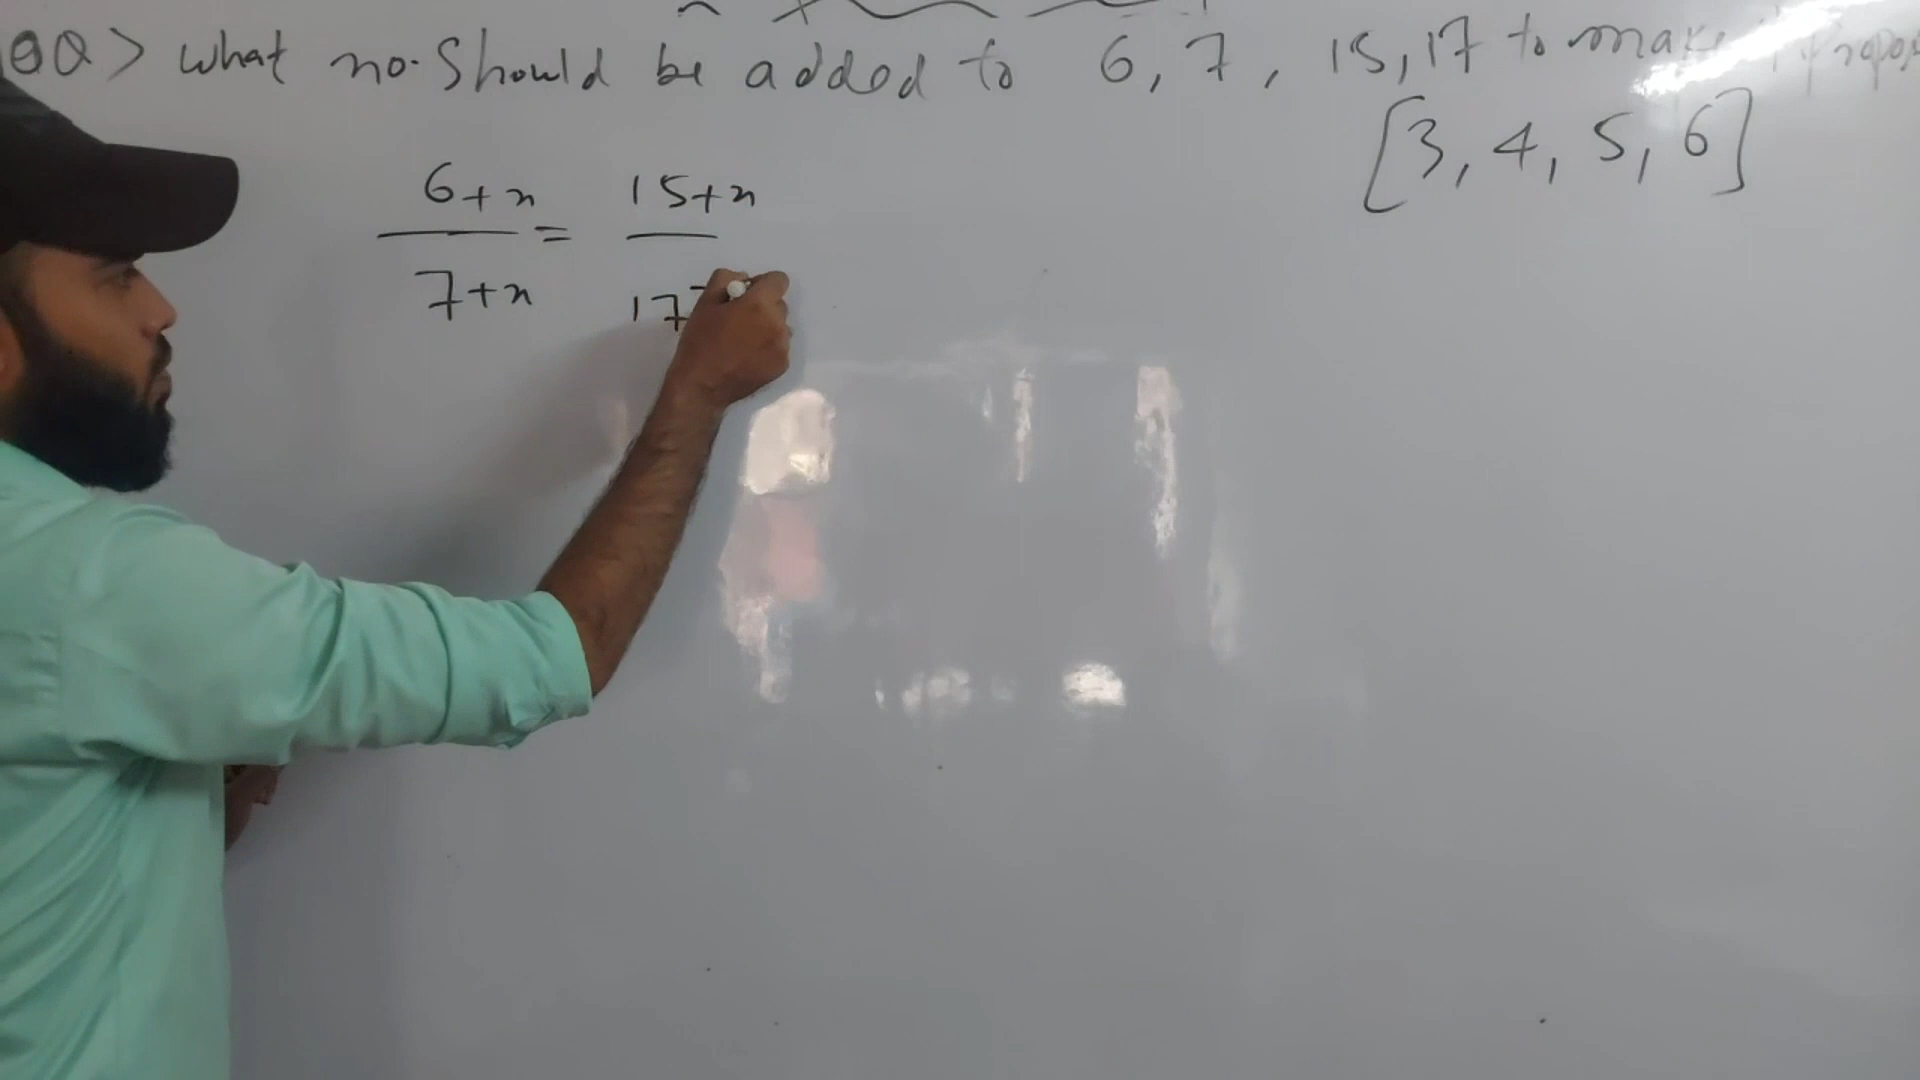 Q> what no. should be added to 6, 7, 15, 17 to make
[3, 4, 5, 6]
6+x = 15+x
7+x 17